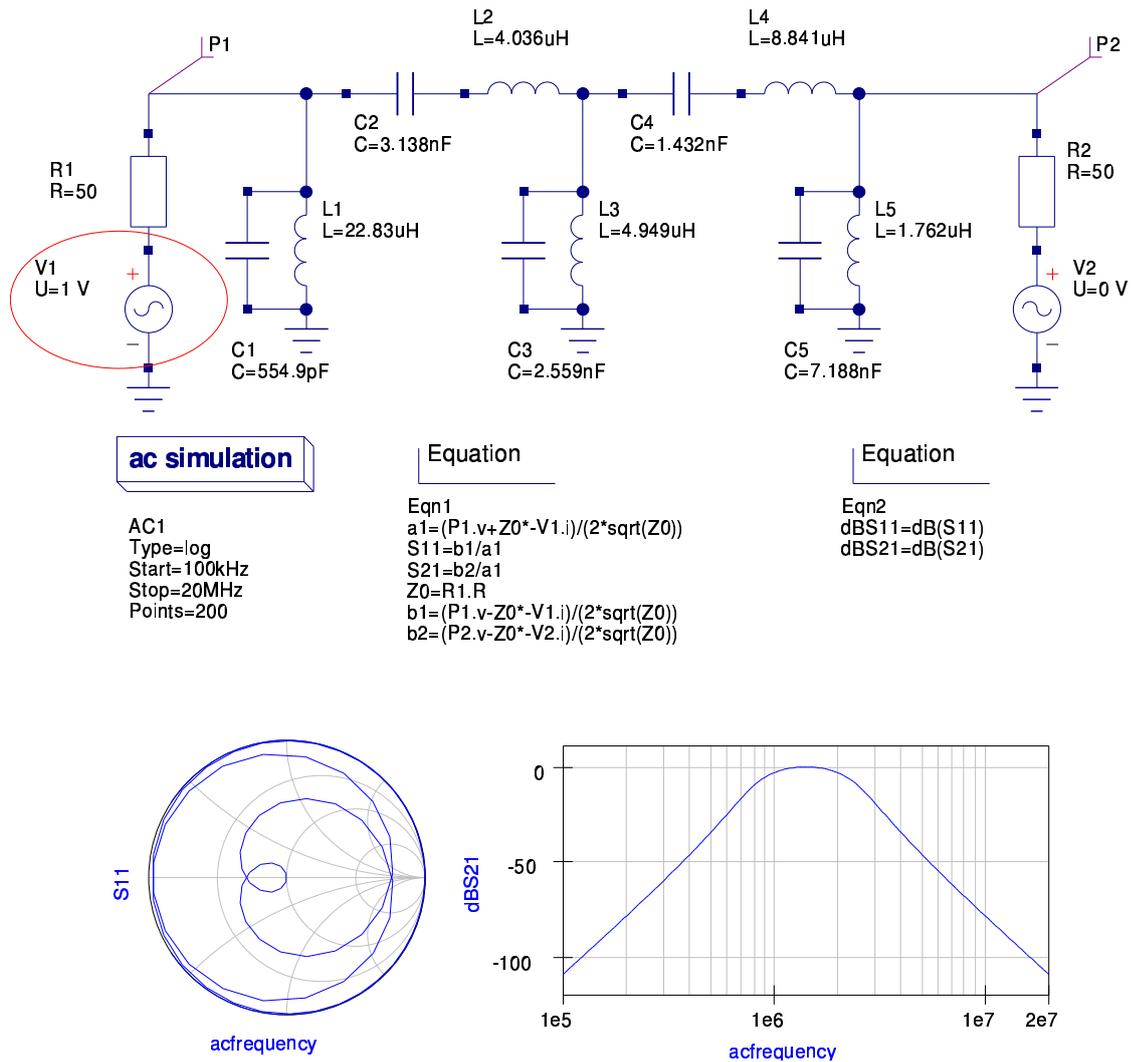 L2
L=4.036uH
L4
L=8.841uH
P1
P2
C2
C=3.138nF
C4
C=1.432nF
R1
R=50
R2
R=50
L1
L=22.83uH
L3
L=4.949uH
L5
L=1.762uH
V1
U=1 V
+
−
V2
U=0 V
+
−
C1
C=554.9pF
C3
C=2.559nF
C5
C=7.188nF
ac simulation
AC1
Type=log
Start=100kHz
Stop=20MHz
Points=200
Equation
Eqn1
a1=(P1.v+Z0*-V1.i)/(2*sqrt(Z0))
S11=b1/a1
S21=b2/a1
Z0=R1.R
b1=(P1.v-Z0*-V1.i)/(2*sqrt(Z0))
b2=(P2.v-Z0*-V2.i)/(2*sqrt(Z0))
Equation
Eqn2
dBS11=dB(S11)
dBS21=dB(S21)
S11
acfrequency
dBS21
0
-50
-100
1e5
1e6
1e7
2e7
acfrequency